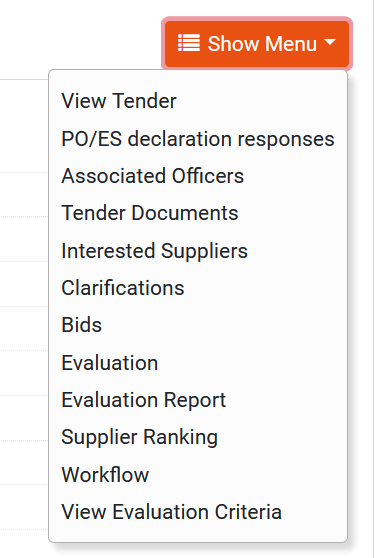 Show Menu
View Tender
PO/ES declaration responses
Associated Officers
Tender Documents
Interested Suppliers
Clarifications
Bids
Evaluation
Evaluation Report
Supplier Ranking
Workflow
View Evaluation Criteria